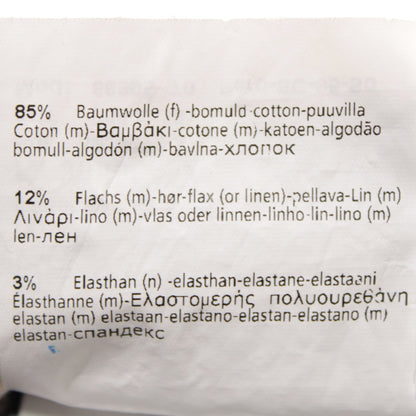 85% Baumwolle (f) -bomuld-cotton-puuvilla
Coton (m)-Βαμβάκι-cotone (m)-katoen-algodão
bomull-algodón (m)-bavlna-хлопок
12% Flachs (m)-hør-flax (or linen)-pellava-Lin (m)
Λινάρι-lino (m)-vlas oder linnen-linho-lin-lino (m)
len-лен
3% Elasthan (n) -elasthan-elastane-elastaani
Élasthanne (m)-Ελαστομερής πολυουρεθάνη
elastan (m) elastaan-elastano-elastan-elastano (m)
elastan-спандекс